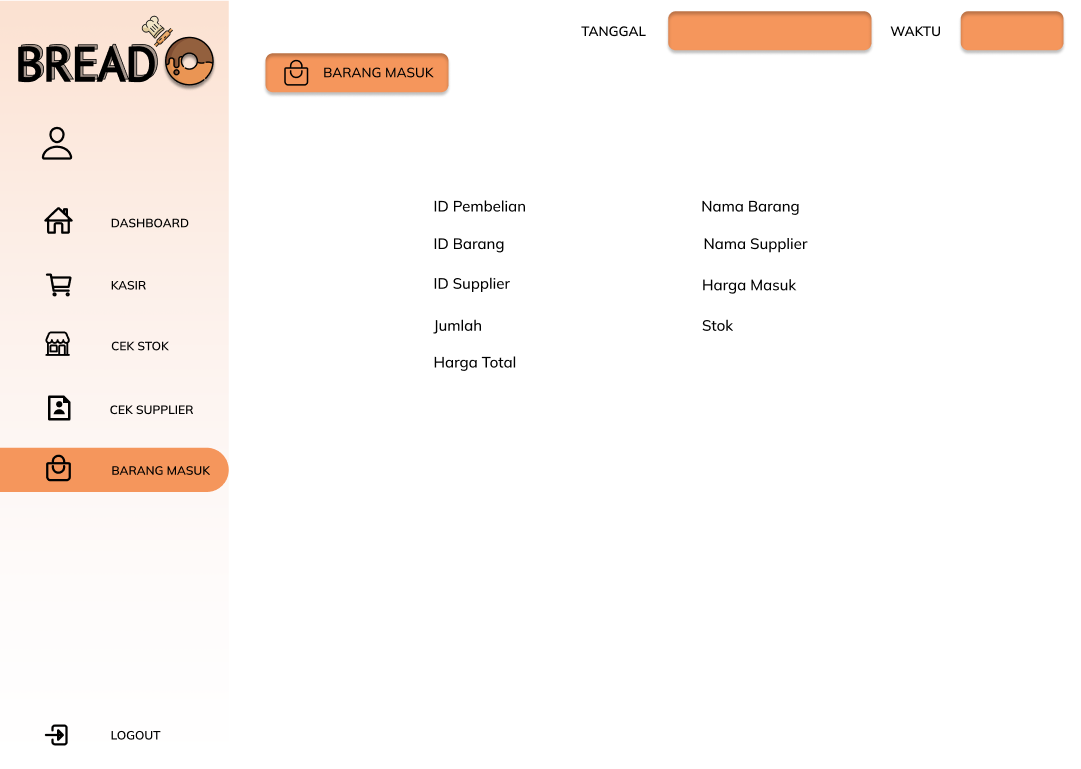 BREADO
TANGGAL
WAKTU
BARANG MASUK
DASHBOARD
KASIR
CEK STOK
CEK SUPPLIER
BARANG MASUK
LOGOUT
ID Pembelian
Nama Barang
ID Barang
Nama Supplier
ID Supplier
Harga Masuk
Jumlah
Stok
Harga Total